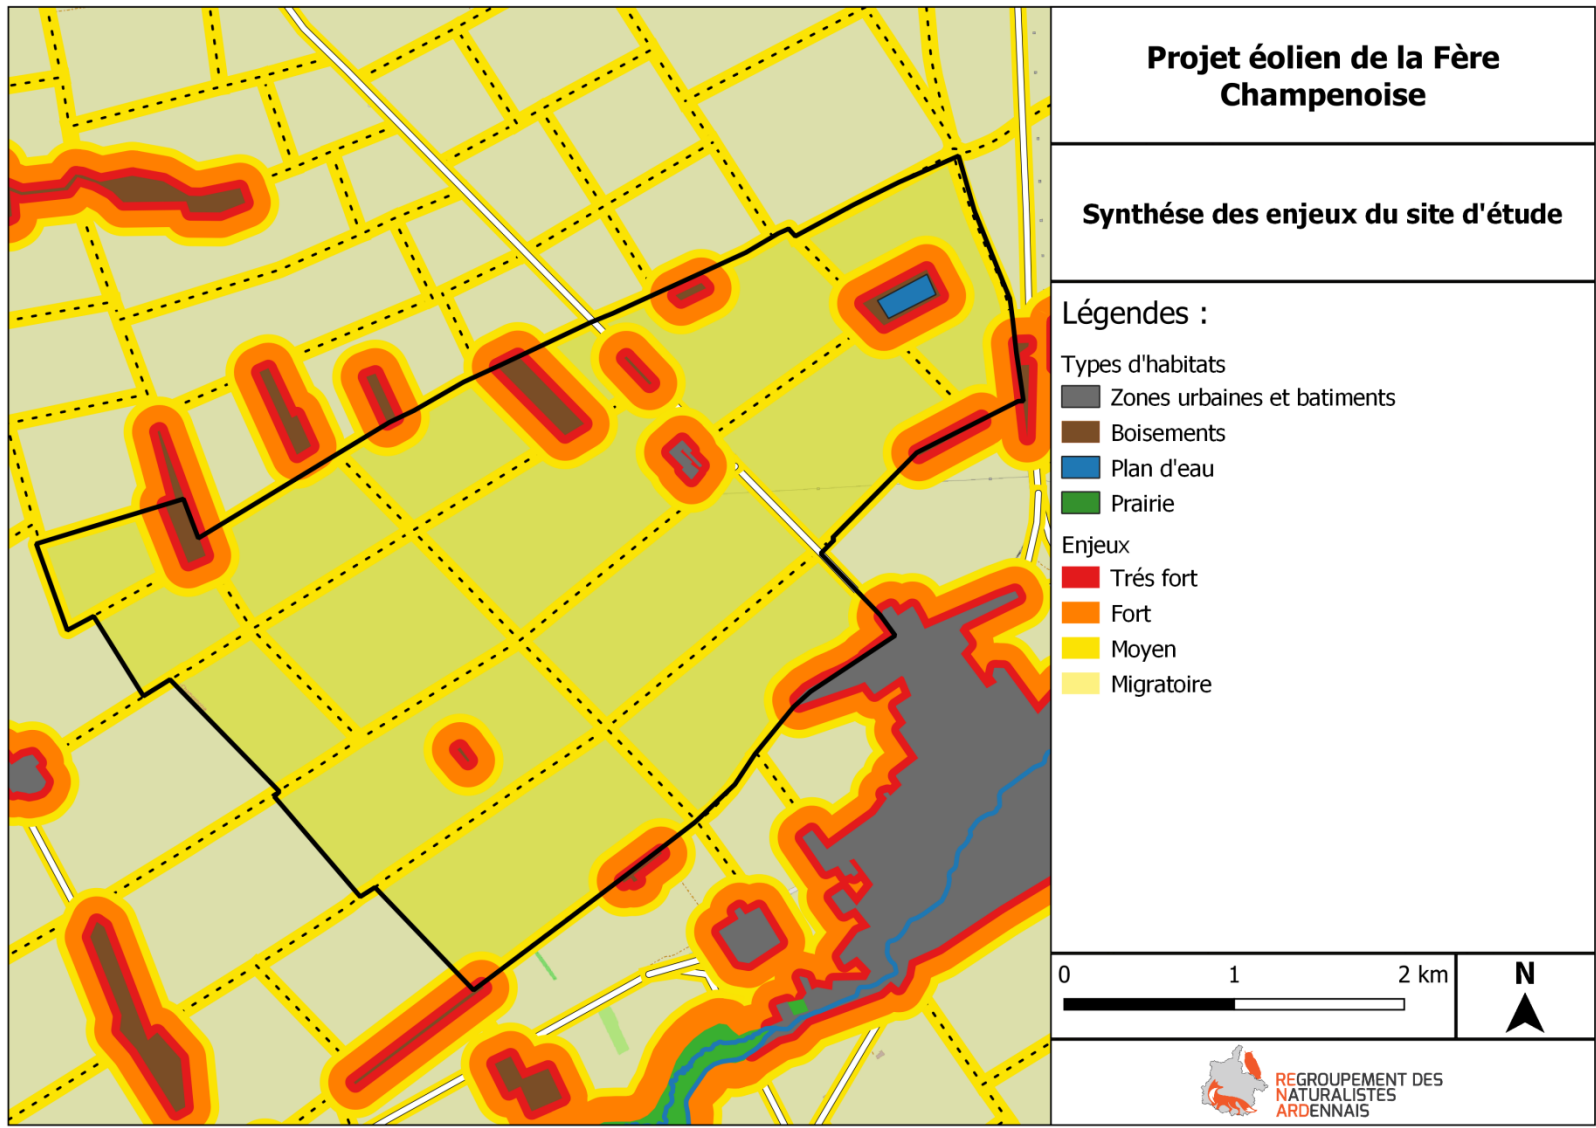 Projet éolien de la Fère
Champenoise
Synthése des enjeux du site d'étude
Légendes :
Types d'habitats
Zones urbaines et batiments
Boisements
Plan d'eau
Prairie
Enjeux
Trés fort
Fort
Moyen
Migratoire
0 1 2 km
N
REGROUPEMENT DES
NATURALISTES
ARDENNAIS